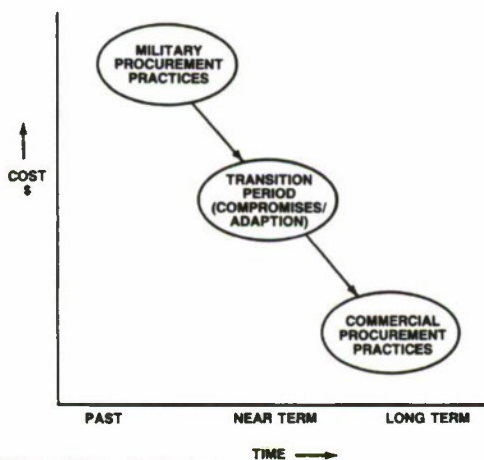 MILITARY
PROCUREMENT
PRACTICES
COST
$
TRANSITION
PERIOD
(COMPROMISES/
ADAPTION)
COMMERCIAL
PROCUREMENT
PRACTICES
PAST NEAR TERM LONG TERM
TIME